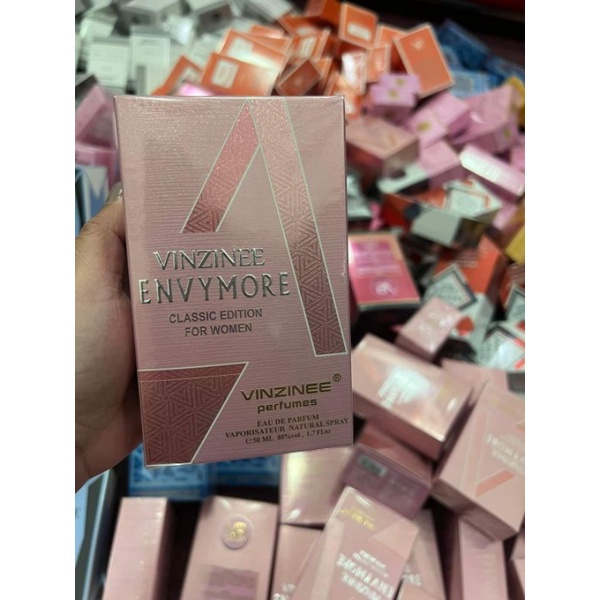 VINZINEE
ENVYMORE
CLASSIC EDITION
FOR WOMEN
VINZINEE®
perfumes
EAU DE PARFUM
VAPORISATEUR NATURAL SPRAY
℮ 50 ML 80%vol , 1.7 Fl.oz